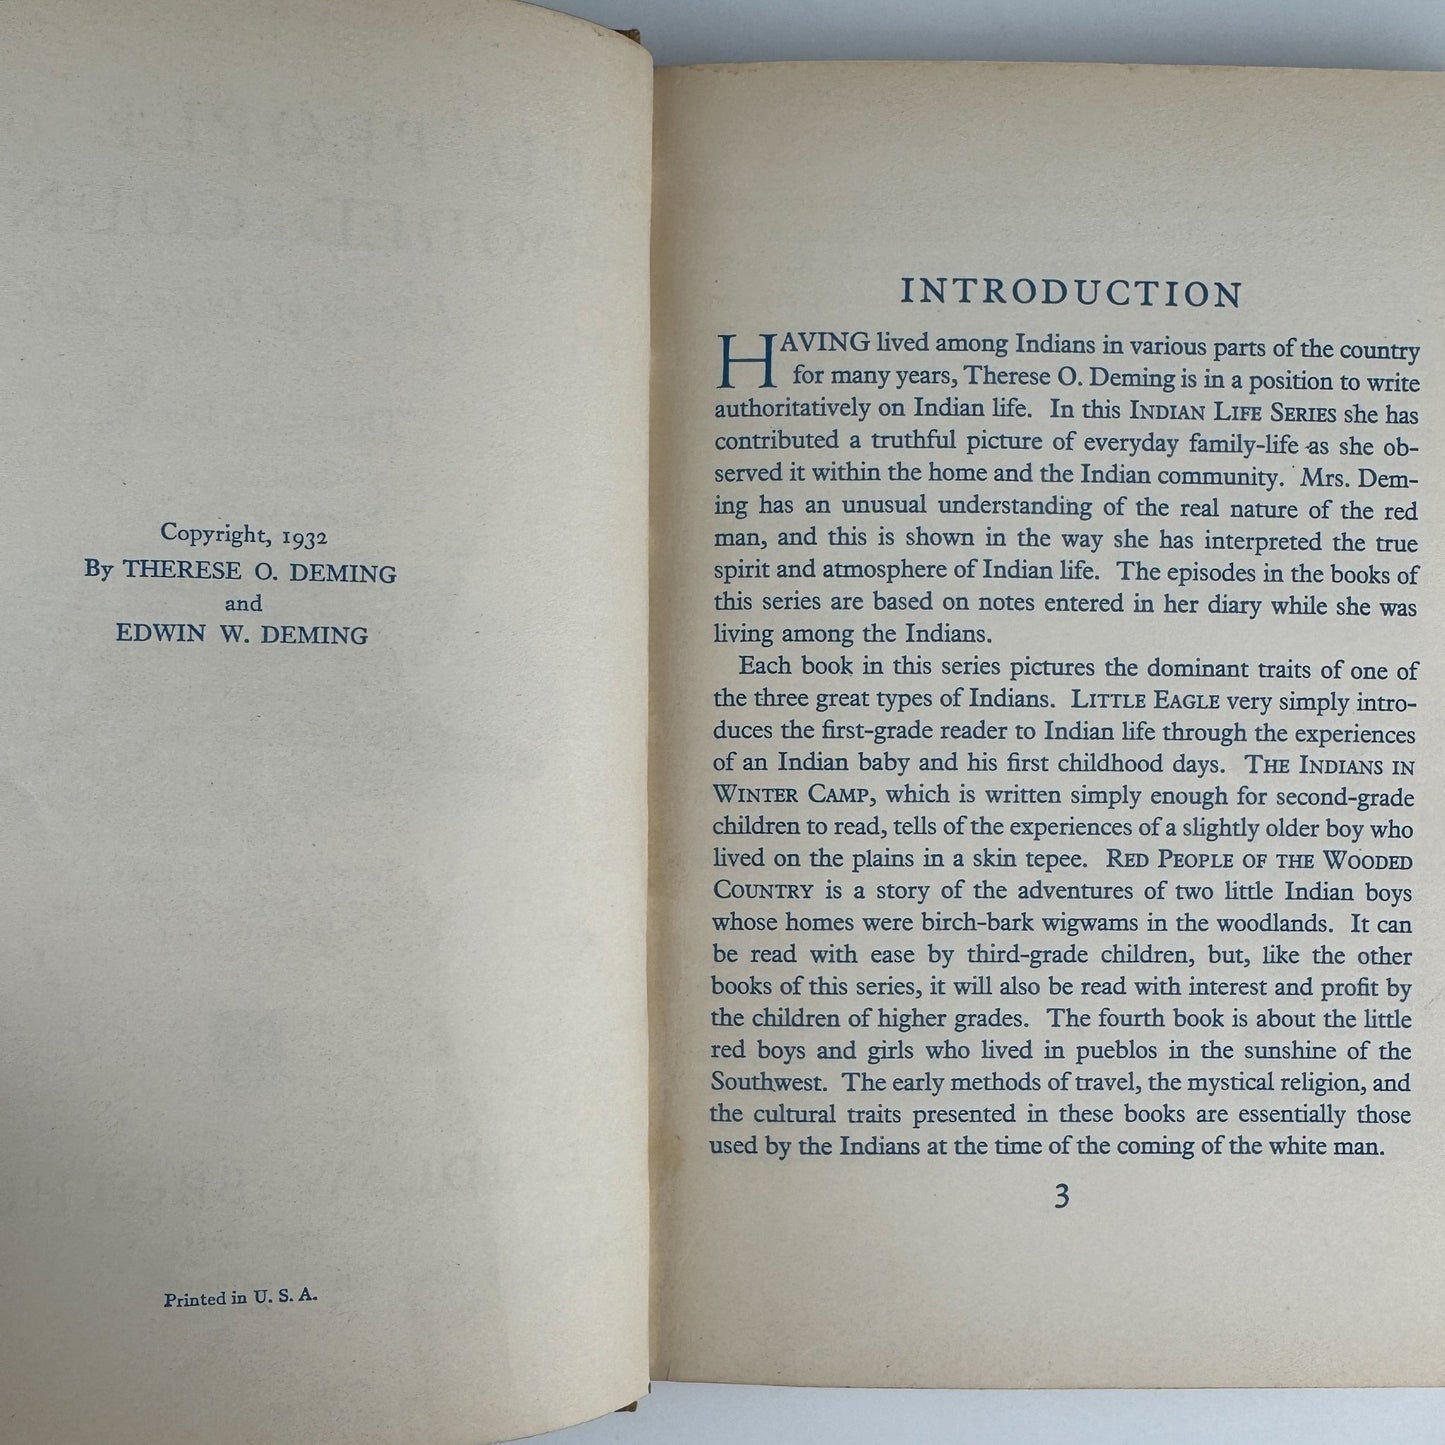 Copyright, 1932
By THERESE O. DEMING
and
EDWIN W. DEMING
Printed in U. S. A.
INTRODUCTION
HAVING lived among Indians in various parts of the country
for many years, Therese O. Deming is in a position to write
authoritatively on Indian life. In this INDIAN LIFE SERIES she has
contributed a truthful picture of everyday family-life as she ob-
served it within the home and the Indian community. Mrs. Dem-
ing has an unusual understanding of the real nature of the red
man, and this is shown in the way she has interpreted the true
spirit and atmosphere of Indian life. The episodes in the books of
this series are based on notes entered in her diary while she was
living among the Indians.
Each book in this series pictures the dominant traits of one of
the three great types of Indians. LITTLE EAGLE very simply intro-
duces the first-grade reader to Indian life through the experiences
of an Indian baby and his first childhood days. THE INDIANS IN
WINTER CAMP, which is written simply enough for second-grade
children to read, tells of the experiences of a slightly older boy who
lived on the plains in a skin tepee. RED PEOPLE OF THE WOODED
COUNTRY is a story of the adventures of two little Indian boys
whose homes were birch-bark wigwams in the woodlands. It can
be read with ease by third-grade children, but, like the other
books of this series, it will also be read with interest and profit by
the children of higher grades. The fourth book is about the little
red boys and girls who lived in pueblos in the sunshine of the
Southwest. The early methods of travel, the mystical religion, and
the cultural traits presented in these books are essentially those
used by the Indians at the time of the coming of the white man.
3